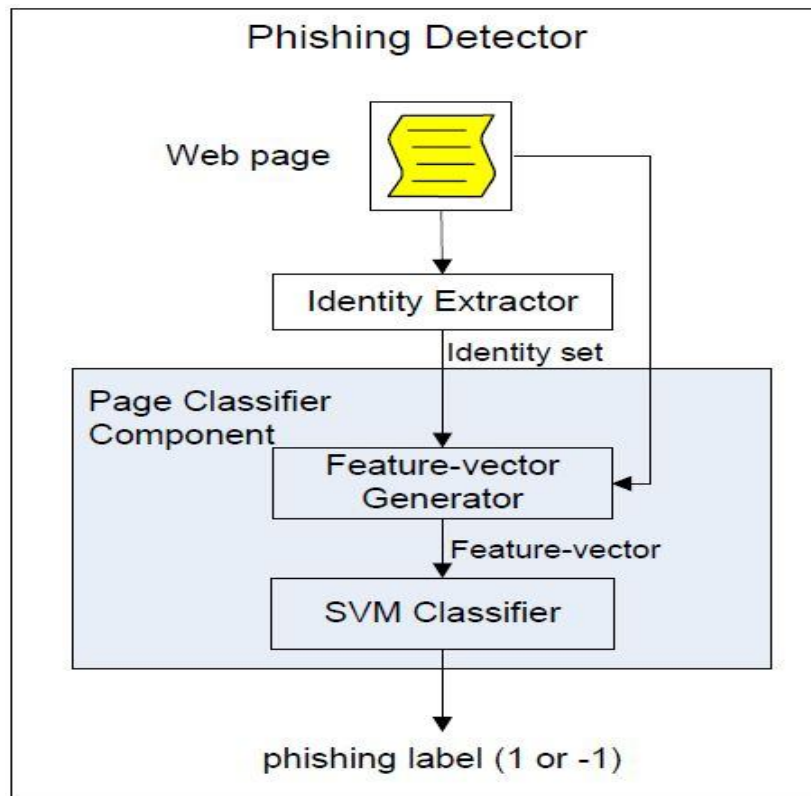 Phishing Detector
Web page
Identity Extractor
Identity set
Page Classifier
Component
Feature-vector
Generator
Feature-vector
SVM Classifier
phishing label (1 or -1)